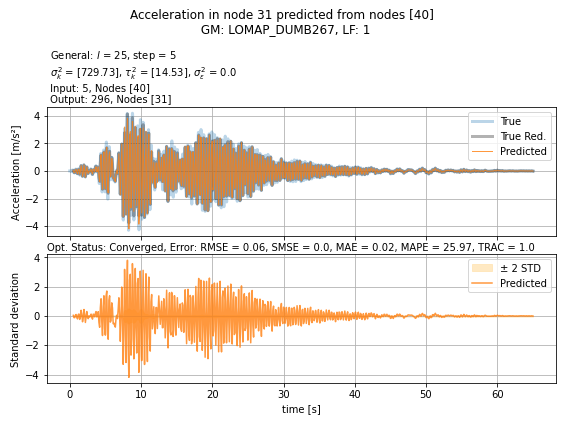 Acceleration in node 31 predicted from nodes [40]
GM: LOMAP_DUMB267, LF: 1
General: l = 25, step = 5
σ²ₖ = [729.73], τ²ₖ = [14.53], σ²ε = 0.0
Input: 5, Nodes [40]
Output: 296, Nodes [31]
4
2
0
−2
−4
Acceleration [m/s²]
True
True Red.
Predicted
Opt. Status: Converged, Error: RMSE = 0.06, SMSE = 0.0, MAE = 0.02, MAPE = 25.97, TRAC = 1.0
4
2
0
−2
−4
Standard deviation
± 2 STD
Predicted
0 10 20 30 40 50 60
time [s]